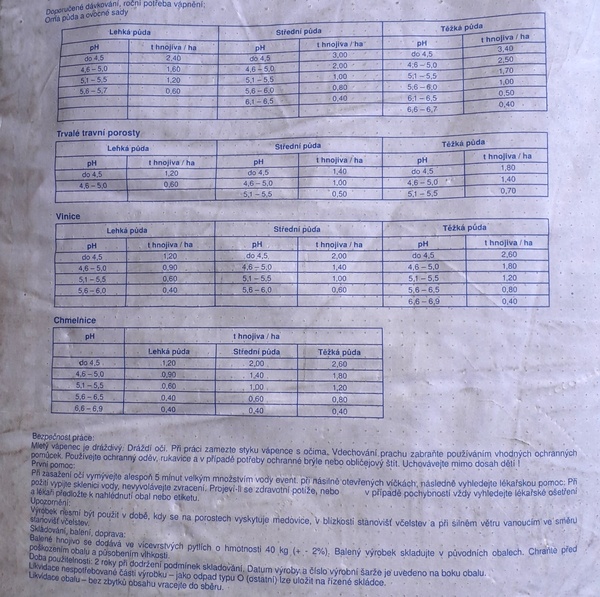 Doporučené dávkování, roční potřeba vápnění:
Orná půda a ovocné sady
Lehká půda Střední půda Těžká půda
pH t hnojiva / ha pH t hnojiva / ha pH t hnojiva / ha
do 4,5 2,40 do 4,5 3,00 do 4,5 3,40
4,6 – 5,0 1,60 4,6 – 5,0 2,00 4,6 – 5,0 2,50
5,1 – 5,5 1,20 5,1 – 5,5 1,00 5,1 – 5,5 1,70
5,6 – 5,7 0,60 5,6 – 6,0 0,80 5,6 – 6,0 1,00
6,1 – 6,5 0,40 6,1 – 6,5 0,50
6,6 – 6,7 0,40
Trvalé travní porosty
Lehká půda Střední půda Těžká půda
pH t hnojiva / ha pH t hnojiva / ha pH t hnojiva / ha
do 4,5 1,20 do 4,5 1,40 do 4,5 1,80
4,6 – 5,0 0,60 4,6 – 5,0 1,00 4,6 – 5,0 1,40
5,1 – 5,5 0,50 5,1 – 5,5 0,70
Vinice
Lehká půda Střední půda Těžká půda
pH t hnojiva / ha pH t hnojiva / ha pH t hnojiva / ha
do 4,5 1,20 do 4,5 2,00 do 4,5 2,60
4,6 – 5,0 0,90 4,6 – 5,0 1,40 4,6 – 5,0 1,80
5,1 – 5,5 0,60 5,1 – 5,5 1,00 5,1 – 5,5 1,20
5,6 – 6,0 0,40 5,6 – 6,0 0,60 5,6 – 6,5 0,80
6,6 – 6,9 0,40
Chmelnice
pH t hnojiva / ha
Lehká půda Střední půda Těžká půda
do 4,5 1,20 2,00 2,60
4,6 – 5,0 0,90 1,40 1,80
5,1 – 5,5 0,60 1,00 1,20
5,6 – 6,5 0,40 0,60 0,80
6,6 – 6,9 0,40 0,40 0,40
Bezpečnost práce:
Mletý vápenec je dráždivý. Dráždí oči. Při práci zamezte styku vápence s očima. Vdechování prachu zabraňte používáním vhodných ochranných
pomůcek. Používejte ochranný oděv, rukavice a v případě potřeby ochranné brýle nebo obličejový štít. Uchovávejte mimo dosah dětí !
První pomoc:
Při zasažení očí vymývejte alespoň 5 minut velkým množstvím vody event. při násilně otevřených víčkách, následně vyhledejte lékařskou pomoc. Při
požití vypijte sklenici vody, nevyvolávejte zvracení. Projeví-li se zdravotní potíže, nebo v případě pochybností vždy vyhledejte lékařské ošetření
a lékaři předložte k nahlédnutí obal nebo etiketu.
Upozornění:
Výrobek nesmí být použit v době, kdy se na porostech vyskytuje medovice, v blízkosti stanovišť včelstev a při silném větru vanoucím ve směru
stanovišť včelstev.
Skládování, balení, doprava:
Balené hnojivo se dodává ve vícevrstvých pytlích o hmotnosti 40 kg (+ - 2%), Balený výrobek skladujte v původních obalech. Chraňte před
poškozením obalu a působením vlhkosti.
Doba použitelnosti: 2 roky při dodržení podmínek skladování. Datum výroby a číslo výrobní šarže je uvedeno na boku obalu.
Likvidace nespotřebované části výrobku – jako odpad typu O (ostatní) lze uložit na řízené skládce.
Likvidace obalu – bez zbytků obsahu vracejte do sběru.